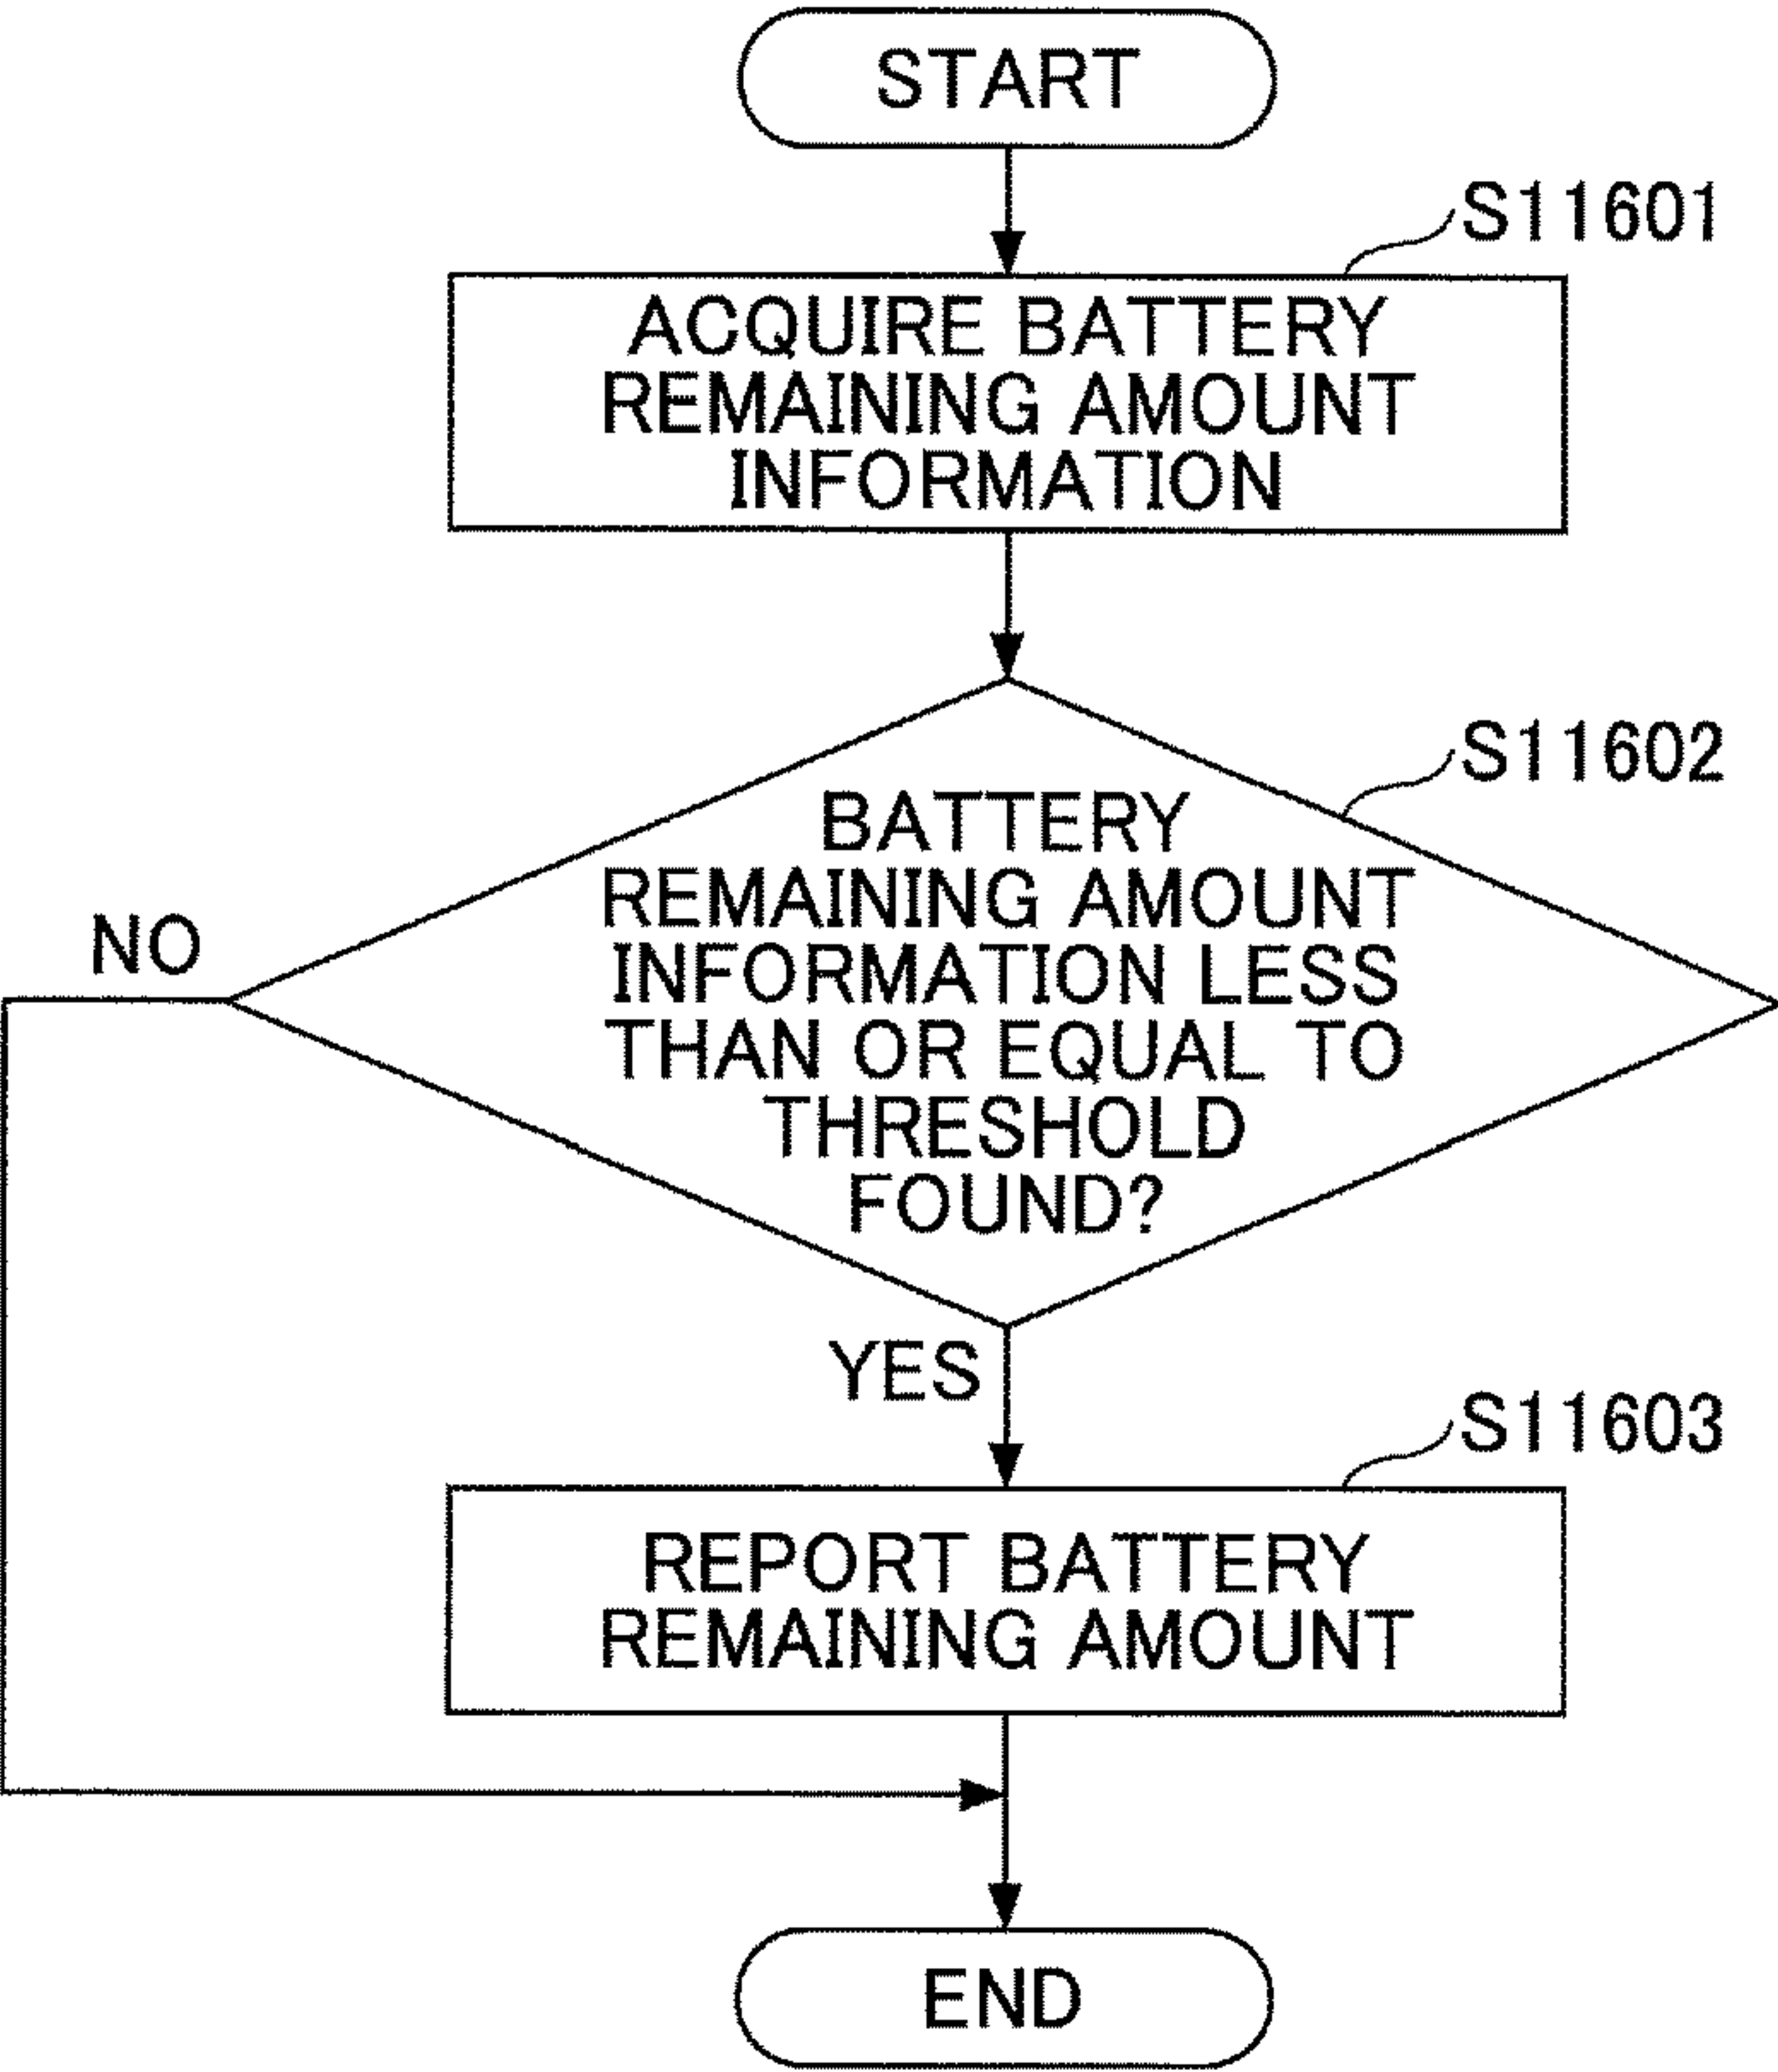 START
S11601
ACQUIRE BATTERY
REMAINING AMOUNT
INFORMATION
S11602
BATTERY
REMAINING AMOUNT
INFORMATION LESS
THAN OR EQUAL TO
THRESHOLD
FOUND?
NO
YES
S11603
REPORT BATTERY
REMAINING AMOUNT
END